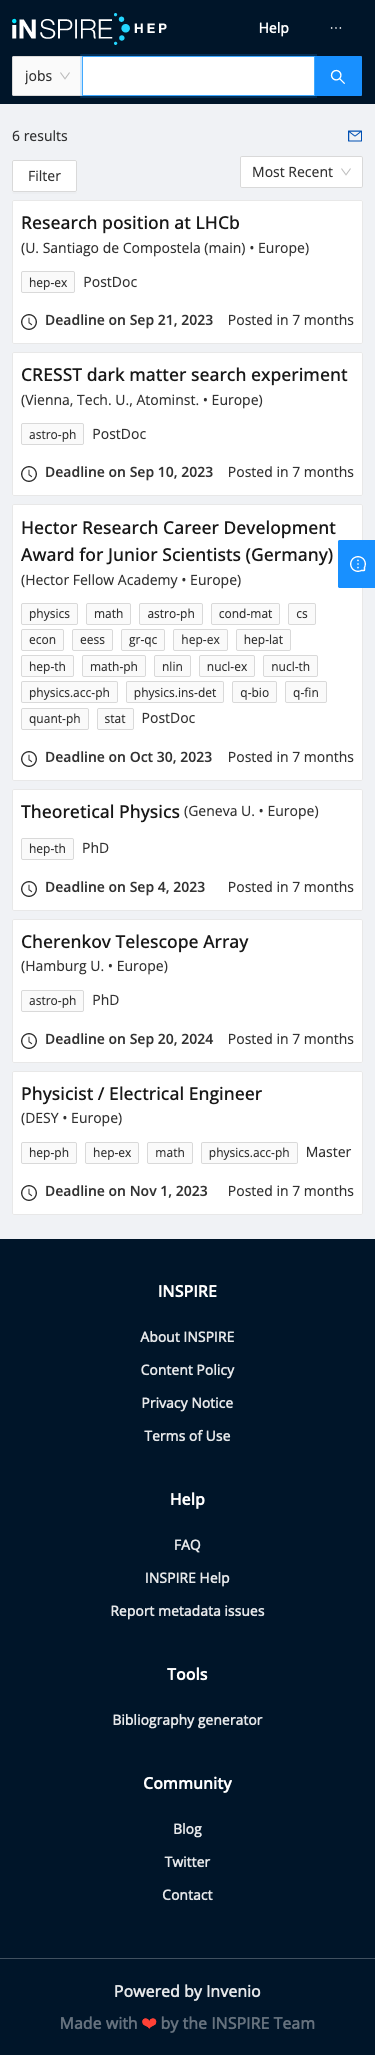 iNSPIRE HEP
Help
···
jobs
6 results
Filter
Most Recent
Research position at LHCb
(U. Santiago de Compostela (main) • Europe)
hep-ex PostDoc
Deadline on Sep 21, 2023 Posted in 7 months
CRESST dark matter search experiment
(Vienna, Tech. U., Atominst. • Europe)
astro-ph PostDoc
Deadline on Sep 10, 2023 Posted in 7 months
Hector Research Career Development
Award for Junior Scientists (Germany)
(Hector Fellow Academy • Europe)
physics math astro-ph cond-mat cs
econ eess gr-qc hep-ex hep-lat
hep-th math-ph nlin nucl-ex nucl-th
physics.acc-ph physics.ins-det q-bio q-fin
quant-ph stat PostDoc
Deadline on Oct 30, 2023 Posted in 7 months
Theoretical Physics (Geneva U. • Europe)
hep-th PhD
Deadline on Sep 4, 2023 Posted in 7 months
Cherenkov Telescope Array
(Hamburg U. • Europe)
astro-ph PhD
Deadline on Sep 20, 2024 Posted in 7 months
Physicist / Electrical Engineer
(DESY • Europe)
hep-ph hep-ex math physics.acc-ph Master
Deadline on Nov 1, 2023 Posted in 7 months
INSPIRE
About INSPIRE
Content Policy
Privacy Notice
Terms of Use
Help
FAQ
INSPIRE Help
Report metadata issues
Tools
Bibliography generator
Community
Blog
Twitter
Contact
Powered by Invenio
Made with ❤ by the INSPIRE Team